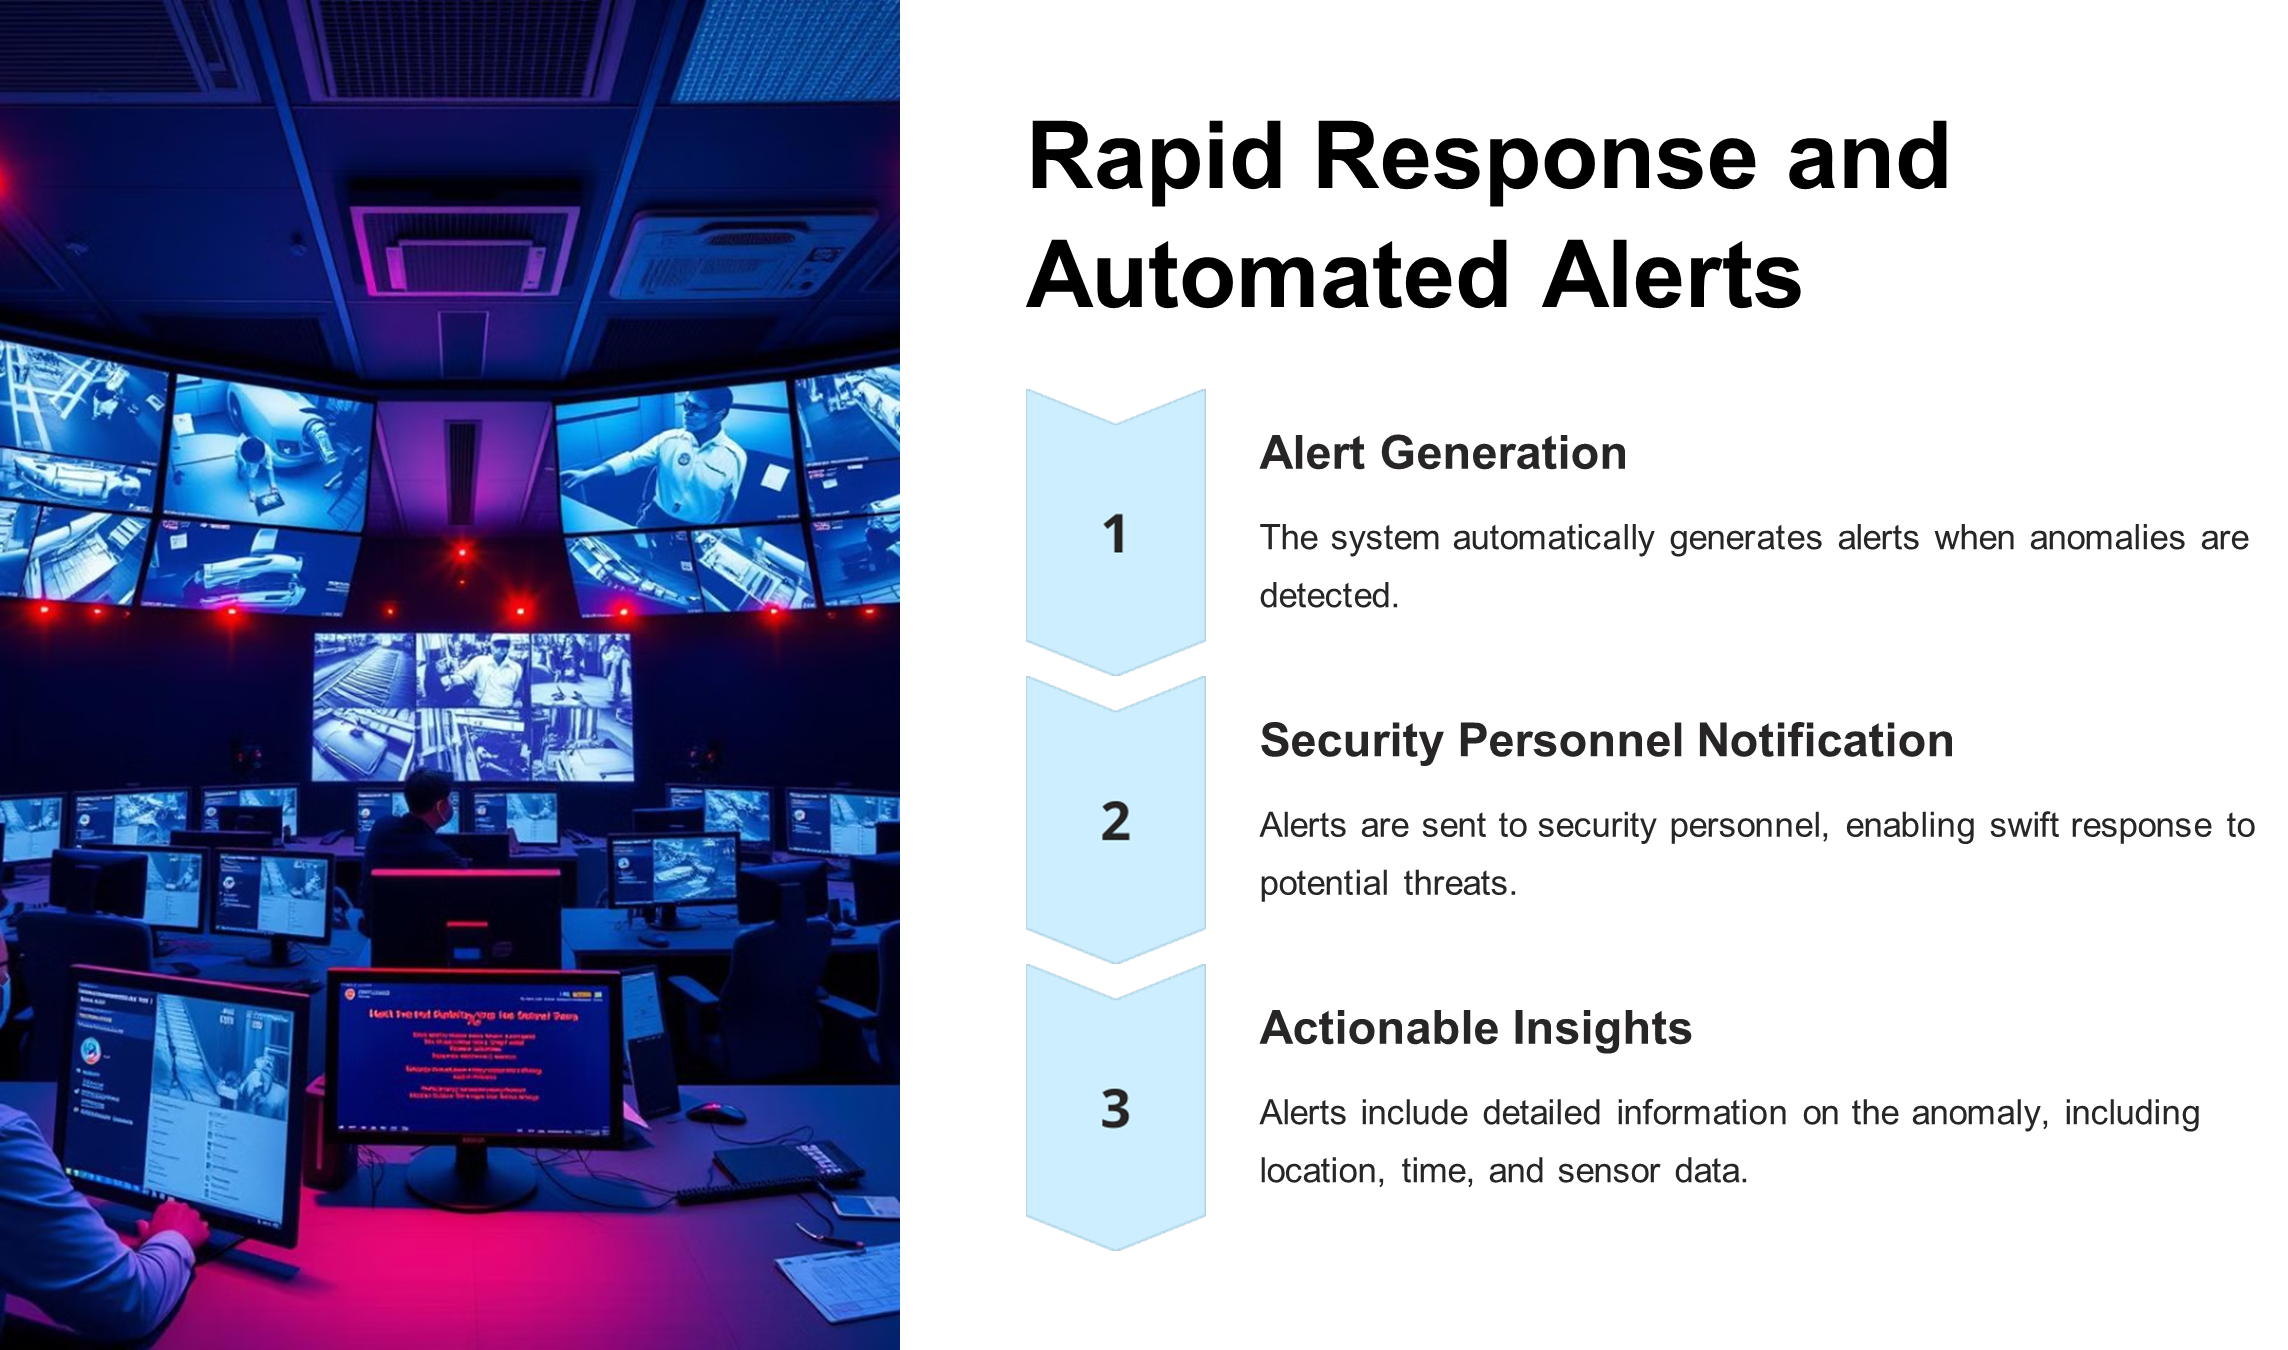 Rapid Response and
Automated Alerts
1
Alert Generation
The system automatically generates alerts when anomalies are
detected.
2
Security Personnel Notification
Alerts are sent to security personnel, enabling swift response to
potential threats.
3
Actionable Insights
Alerts include detailed information on the anomaly, including
location, time, and sensor data.